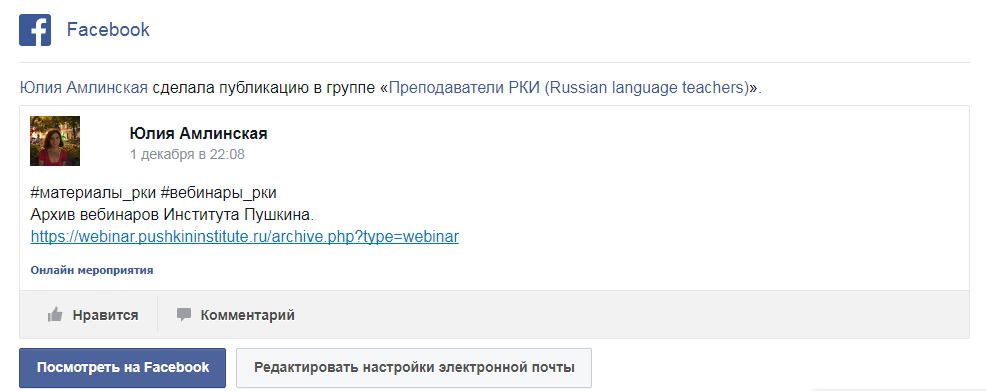 Facebook
Юлия Амлинская сделала публикацию в группе «Преподаватели РКИ (Russian language teachers)».
Юлия Амлинская
1 декабря в 22:08
#материалы_рки #вебинары_рки
Архив вебинаров Института Пушкина.
https://webinar.pushkininstitute.ru/archive.php?type=webinar
Онлайн мероприятия
Нравится Комментарий
Посмотреть на Facebook Редактировать настройки электронной почты